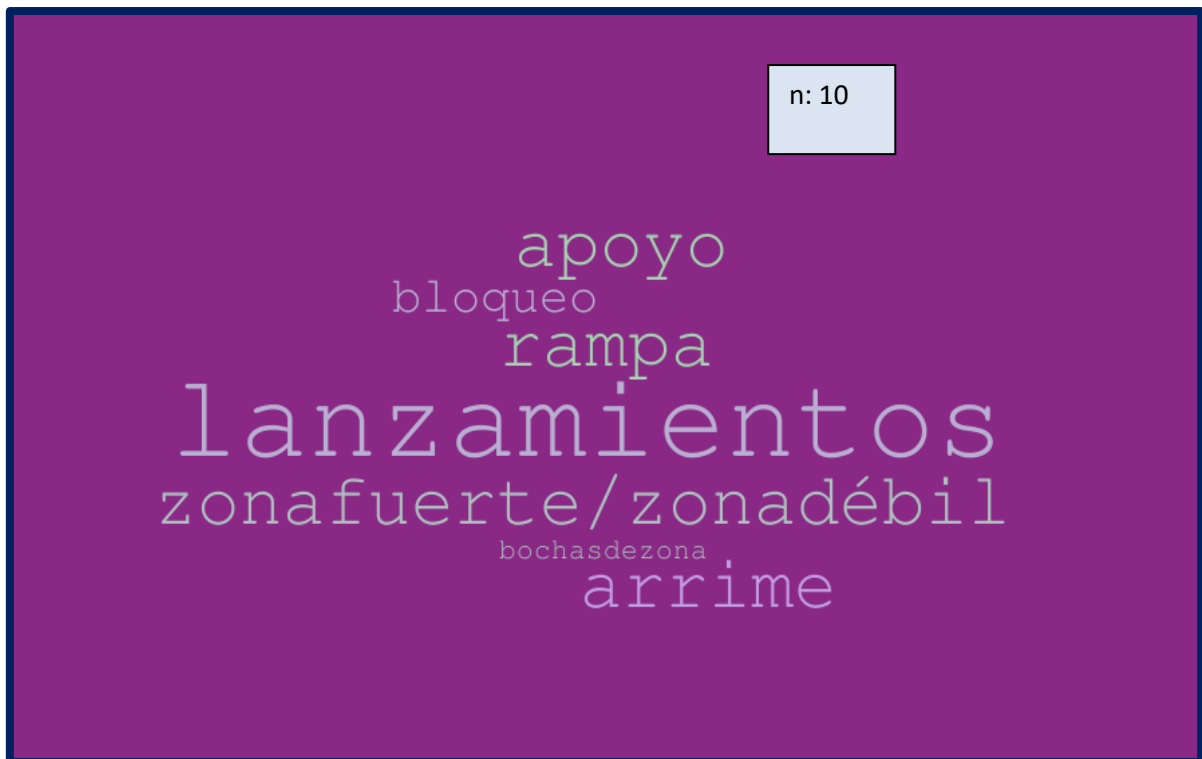 n: 10
apoyo
bloqueo
rampa
lanzamientos
zonafuerte/zonadébil
bochasdezona
arrime